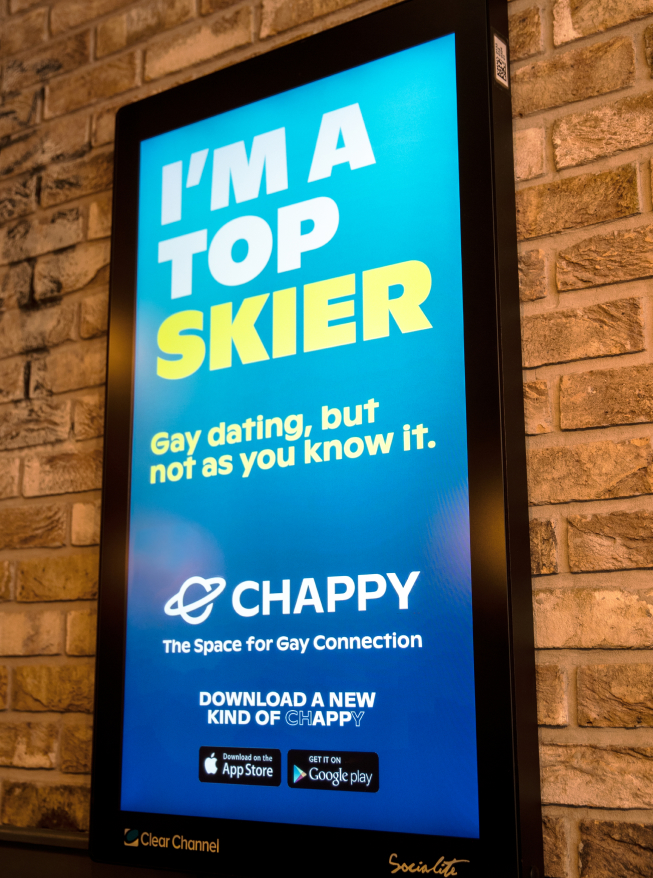 I'M A
TOP
SKIER
Gay dating, but
not as you know it.
CHAPPY
The Space for Gay Connection
DOWNLOAD A NEW
KIND OF CHAPPY
Download on the
App Store
GET IT ON
Google play
Clear Channel
Socialite